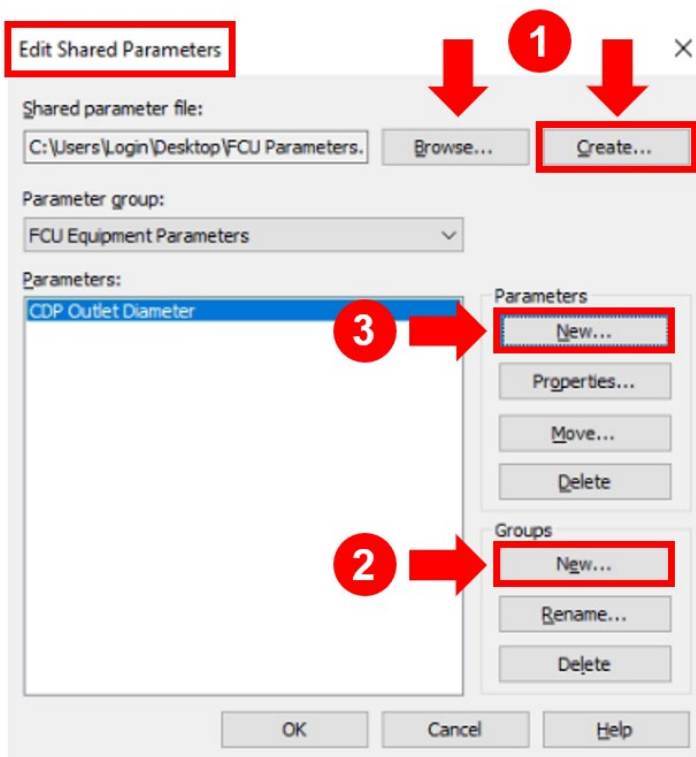 Edit Shared Parameters
1
Shared parameter file:
C:\Users\Login\Desktop\FCU Parameters.
Browse...
Create...
Parameter group:
FCU Equipment Parameters
Parameters:
CDP Outlet Diameter
Parameters
3
New...
Properties...
Move...
Delete
Groups
2
New...
Rename...
Delete
OK
Cancel
Help